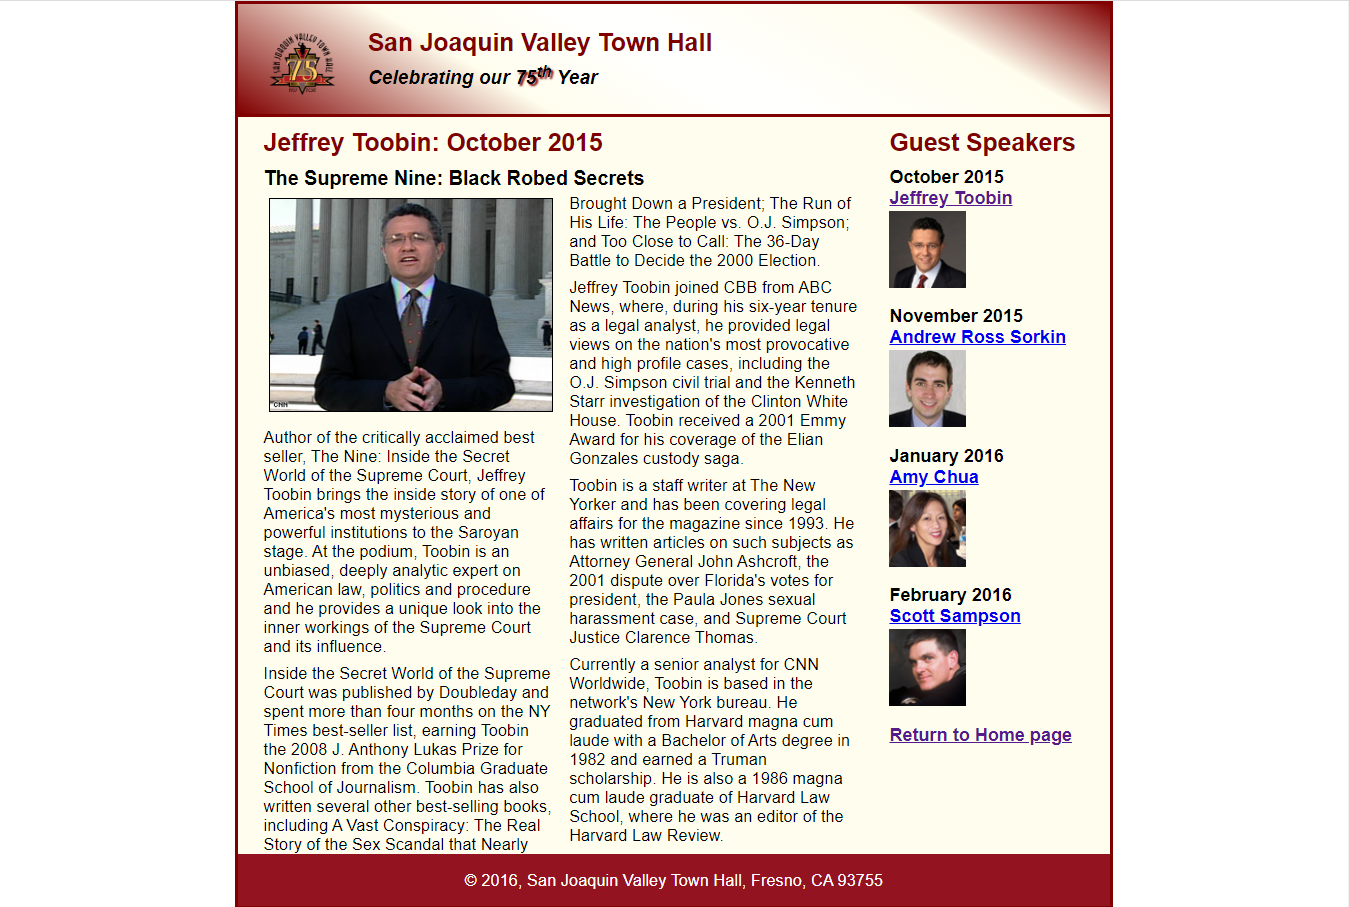 SAN JOAQUIN VALLEY TOWN HALL
75
San Joaquin Valley Town Hall
Celebrating our 75th Year
Jeffrey Toobin: October 2015
The Supreme Nine: Black Robed Secrets
CNN
Author of the critically acclaimed best
seller, The Nine: Inside the Secret
World of the Supreme Court, Jeffrey
Toobin brings the inside story of one of
America's most mysterious and
powerful institutions to the Saroyan
stage. At the podium, Toobin is an
unbiased, deeply analytic expert on
American law, politics and procedure
and he provides a unique look into the
inner workings of the Supreme Court
and its influence.
Inside the Secret World of the Supreme
Court was published by Doubleday and
spent more than four months on the NY
Times best-seller list, earning Toobin
the 2008 J. Anthony Lukas Prize for
Nonfiction from the Columbia Graduate
School of Journalism. Toobin has also
written several other best-selling books,
including A Vast Conspiracy: The Real
Story of the Sex Scandal that Nearly
Brought Down a President; The Run of
His Life: The People vs. O.J. Simpson;
and Too Close to Call: The 36-Day
Battle to Decide the 2000 Election.
Jeffrey Toobin joined CBB from ABC
News, where, during his six-year tenure
as a legal analyst, he provided legal
views on the nation's most provocative
and high profile cases, including the
O.J. Simpson civil trial and the Kenneth
Starr investigation of the Clinton White
House. Toobin received a 2001 Emmy
Award for his coverage of the Elian
Gonzales custody saga.
Toobin is a staff writer at The New
Yorker and has been covering legal
affairs for the magazine since 1993. He
has written articles on such subjects as
Attorney General John Ashcroft, the
2001 dispute over Florida's votes for
president, the Paula Jones sexual
harassment case, and Supreme Court
Justice Clarence Thomas.
Currently a senior analyst for CNN
Worldwide, Toobin is based in the
network's New York bureau. He
graduated from Harvard magna cum
laude with a Bachelor of Arts degree in
1982 and earned a Truman
scholarship. He is also a 1986 magna
cum laude graduate of Harvard Law
School, where he was an editor of the
Harvard Law Review.
Guest Speakers
October 2015
Jeffrey Toobin
November 2015
Andrew Ross Sorkin
January 2016
Amy Chua
February 2016
Scott Sampson
Return to Home page
© 2016, San Joaquin Valley Town Hall, Fresno, CA 93755